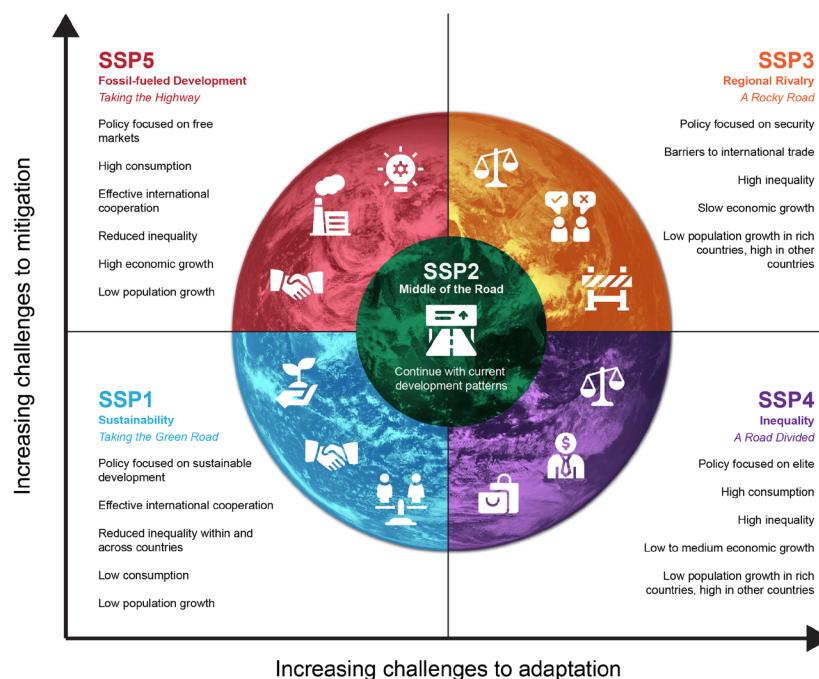 SSP5
Fossil-fueled Development
Taking the Highway
Policy focused on free
markets
High consumption
Effective international
cooperation
Reduced inequality
High economic growth
Low population growth
SSP3
Regional Rivalry
A Rocky Road
Policy focused on security
Barriers to international trade
High inequality
Slow economic growth
Low population growth in rich
countries, high in other
countries
SSP2
Middle of the Road
Continue with current
development patterns
SSP1
Sustainability
Taking the Green Road
Policy focused on sustainable
development
Effective international cooperation
Reduced inequality within and
across countries
Low consumption
Low population growth
SSP4
Inequality
A Road Divided
Policy focused on elite
High consumption
High inequality
Low to medium economic growth
Low population growth in rich
countries, high in other countries
Increasing challenges to mitigation
Increasing challenges to adaptation